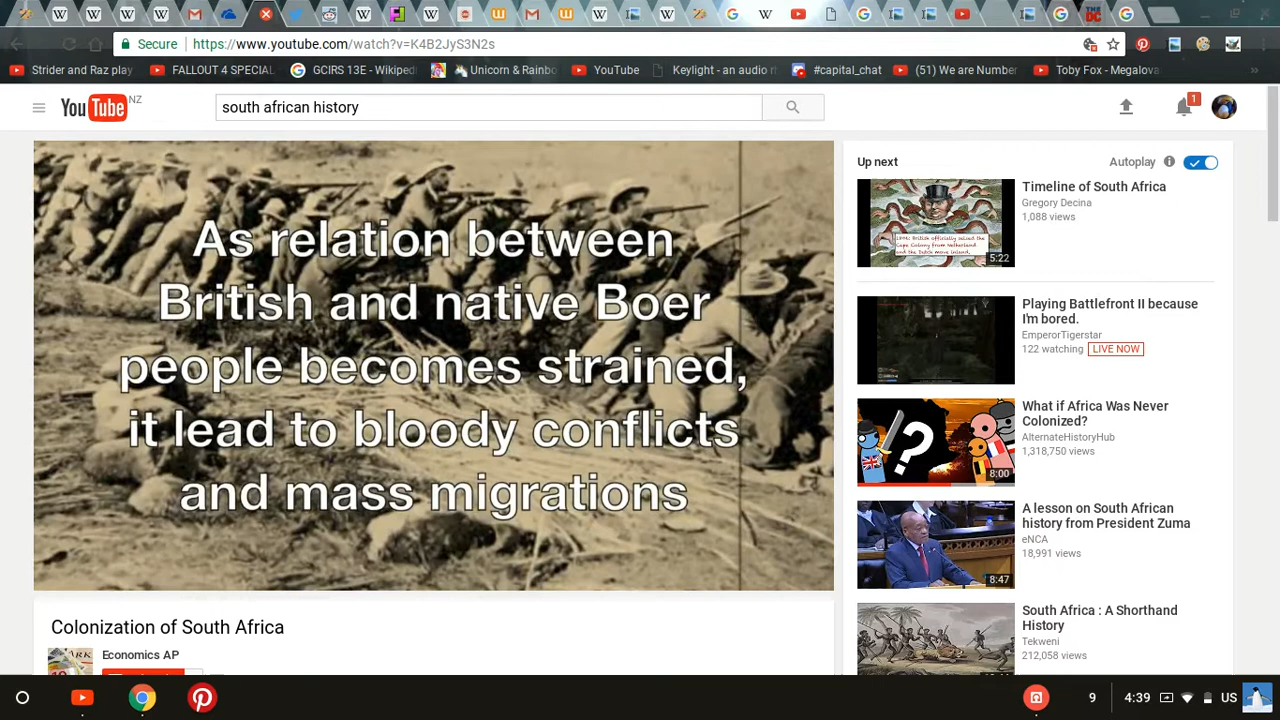 Secure
https://www.youtube.com/watch?v=K4B2JyS3N2s
Strider and Raz play
FALLOUT 4 SPECIAL
GCIRS 13E - Wikiped
Unicorn & Rainbo
YouTube
Keylight - an audio r
#capital_chat
(51) We are Number
Toby Fox - Megalova
YouTube NZ
south african history
1
As relation between
British and native Boer
people becomes strained,
it lead to bloody conflicts
and mass migrations
Colonization of South Africa
Economics AP
Up next
Autoplay
Timeline of South Africa
Gregory Decina
1,088 views
5:22
Playing Battlefront II because
I'm bored.
EmperorTigerstar
122 watching LIVE NOW
What if Africa Was Never
Colonized?
AlternateHistoryHub
1,318,750 views
8:00
A lesson on South African
history from President Zuma
eNCA
18,991 views
8:47
South Africa : A Shorthand
History
Tekweni
212,058 views
9
4:39
US